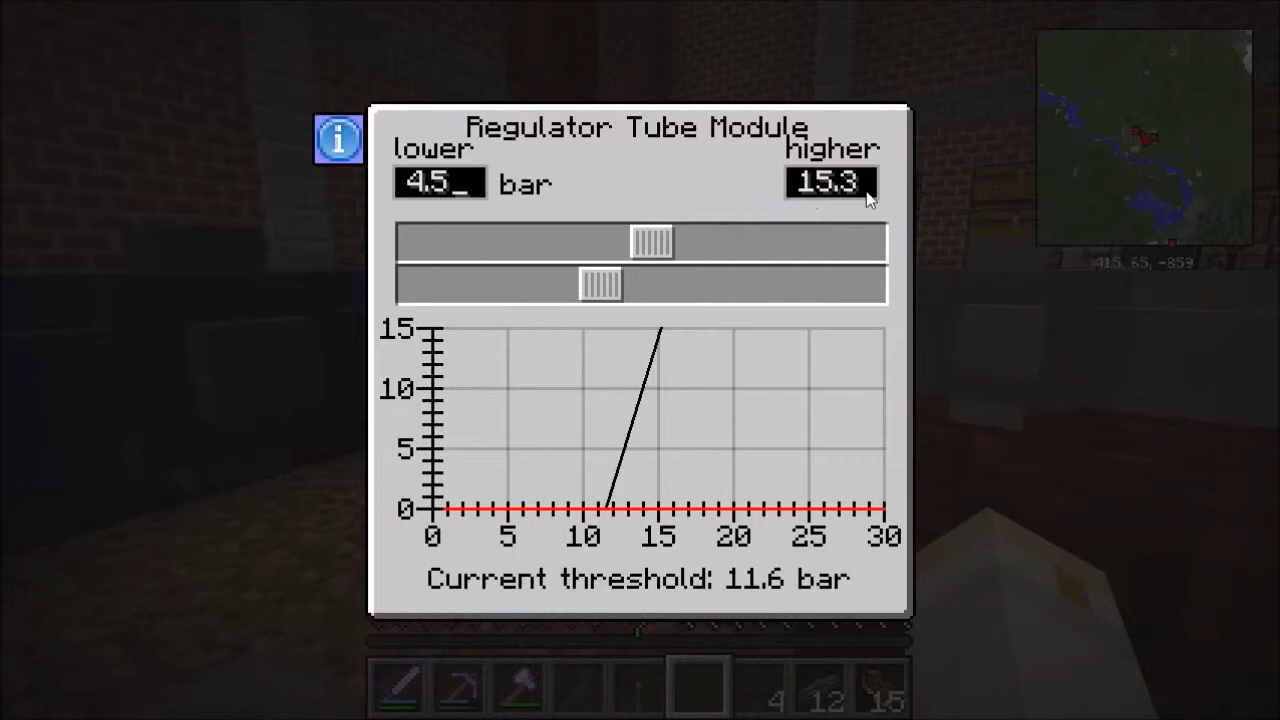 Regulator Tube Module
lower higher
4.5_ bar 15.3
15
10
5
0
0 5 10 15 20 25 30
Current threshold: 11.6 bar
415, 65, -859
4 12 15